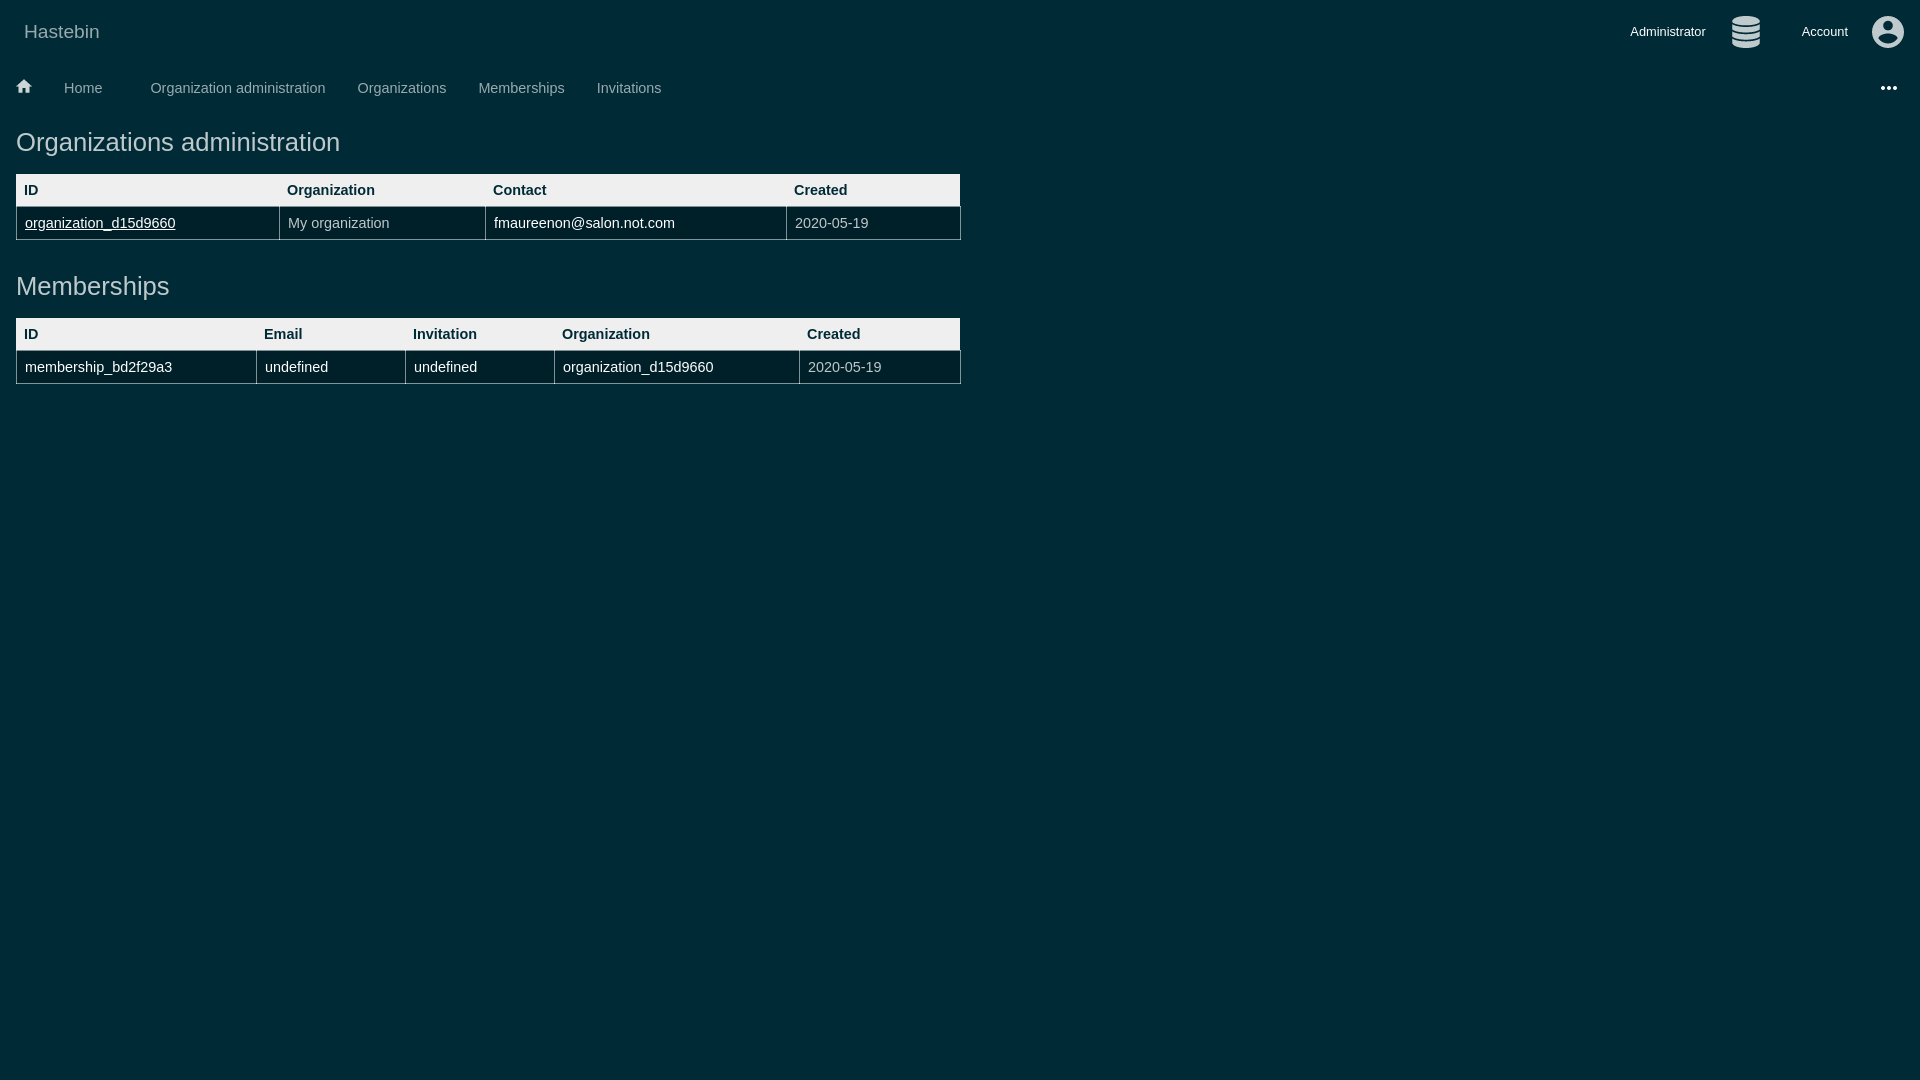 Hastebin
Administrator
Account
Home
Organization administration
Organizations
Memberships
Invitations
Organizations administration
ID Organization Contact Created
organization_d15d9660 My organization fmaureenon@salon.not.com 2020-05-19
Memberships
ID Email Invitation Organization Created
membership_bd2f29a3 undefined undefined organization_d15d9660 2020-05-19